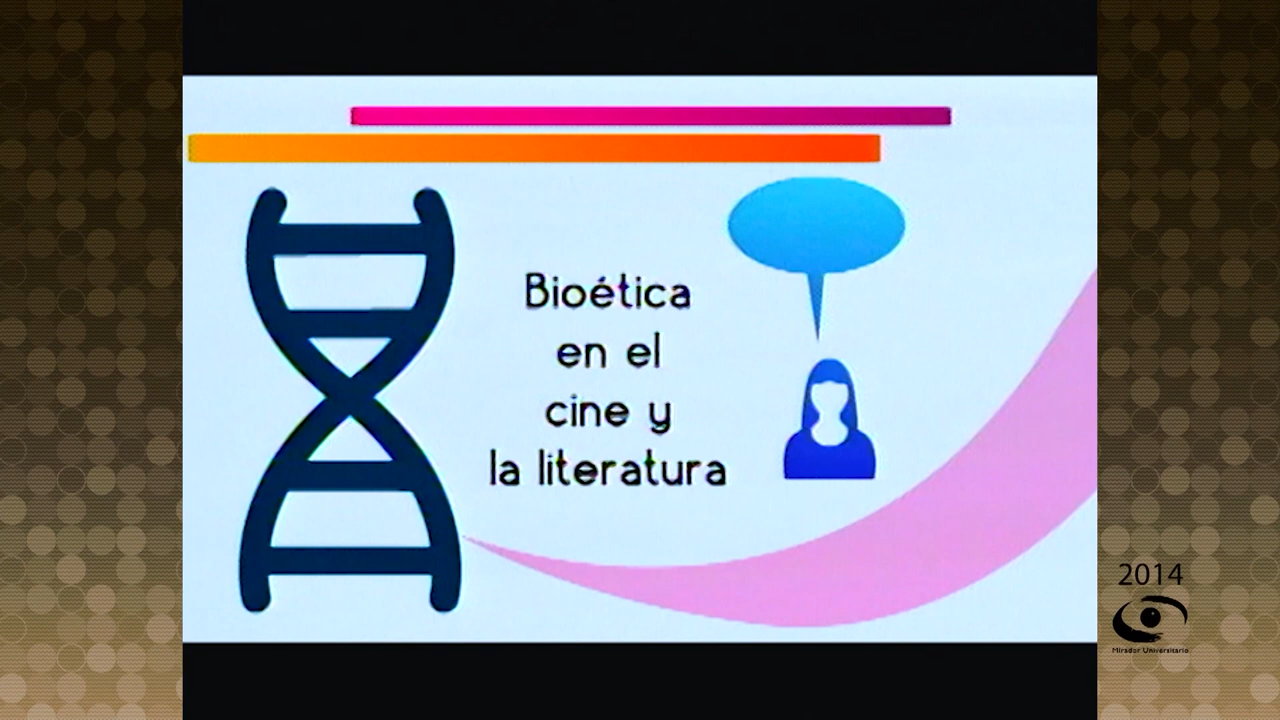 Bioética
en el
cine y
la literatura
2014
Mirador Universitario